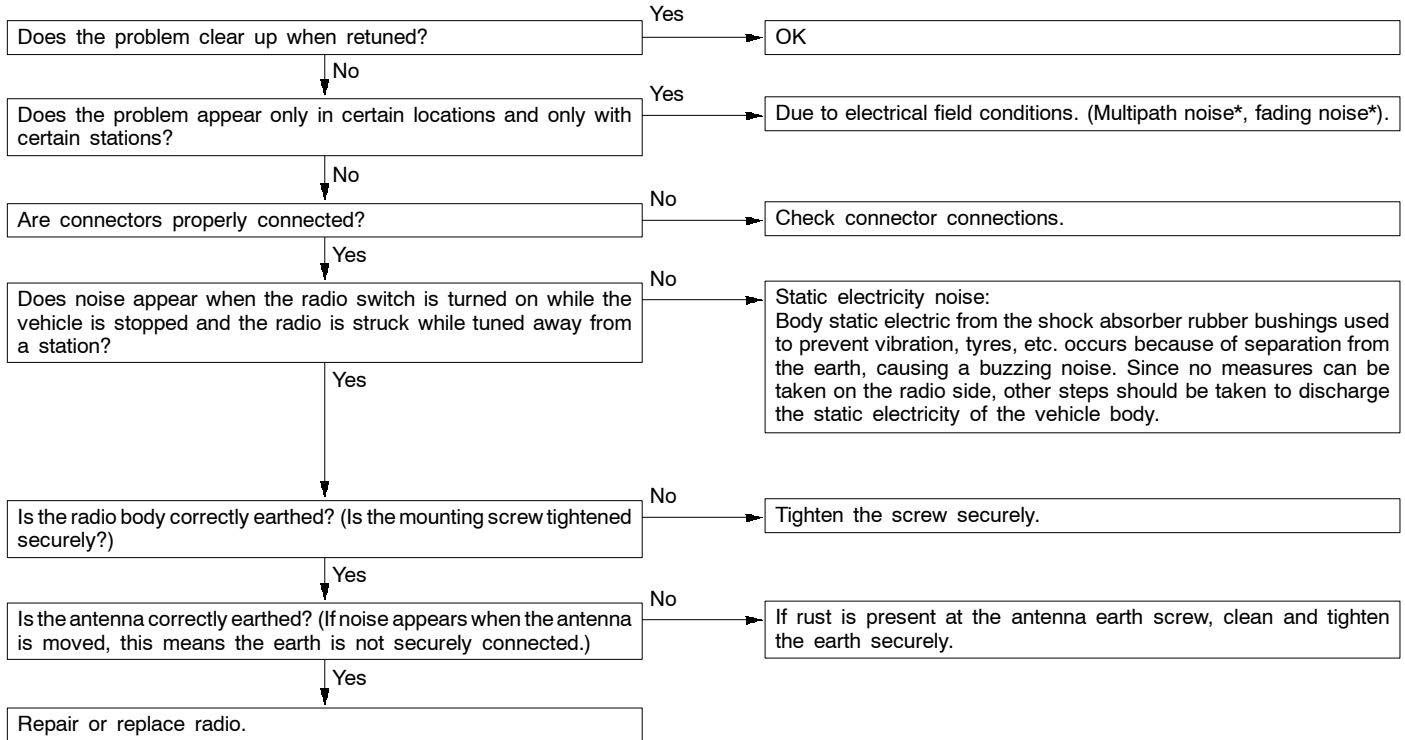 Does the problem clear up when retuned?
Yes
OK
No
Does the problem appear only in certain locations and only with
certain stations?
Yes
Due to electrical field conditions. (Multipath noise*, fading noise*).
No
Are connectors properly connected?
No
Check connector connections.
Yes
Does noise appear when the radio switch is turned on while the
vehicle is stopped and the radio is struck while tuned away from
a station?
No
Static electricity noise:
Body static electric from the shock absorber rubber bushings used
to prevent vibration, tyres, etc. occurs because of separation from
the earth, causing a buzzing noise. Since no measures can be
taken on the radio side, other steps should be taken to discharge
the static electricity of the vehicle body.
Yes
Is the radio body correctly earthed? (Is the mounting screw tightened
securely?)
No
Tighten the screw securely.
Yes
Is the antenna correctly earthed? (If noise appears when the antenna
is moved, this means the earth is not securely connected.)
No
If rust is present at the antenna earth screw, clean and tighten
the earth securely.
Yes
Repair or replace radio.